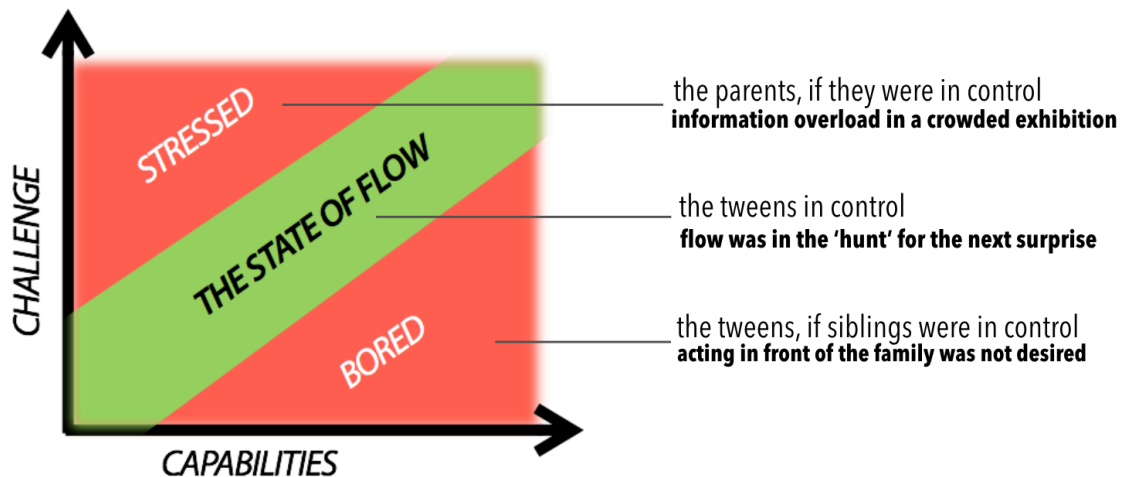 CHALLENGE
STRESSED
THE STATE OF FLOW
BORED
CAPABILITIES
the parents, if they were in control
information overload in a crowded exhibition
the tweens in control
flow was in the ‘hunt’ for the next surprise
the tweens, if siblings were in control
acting in front of the family was not desired